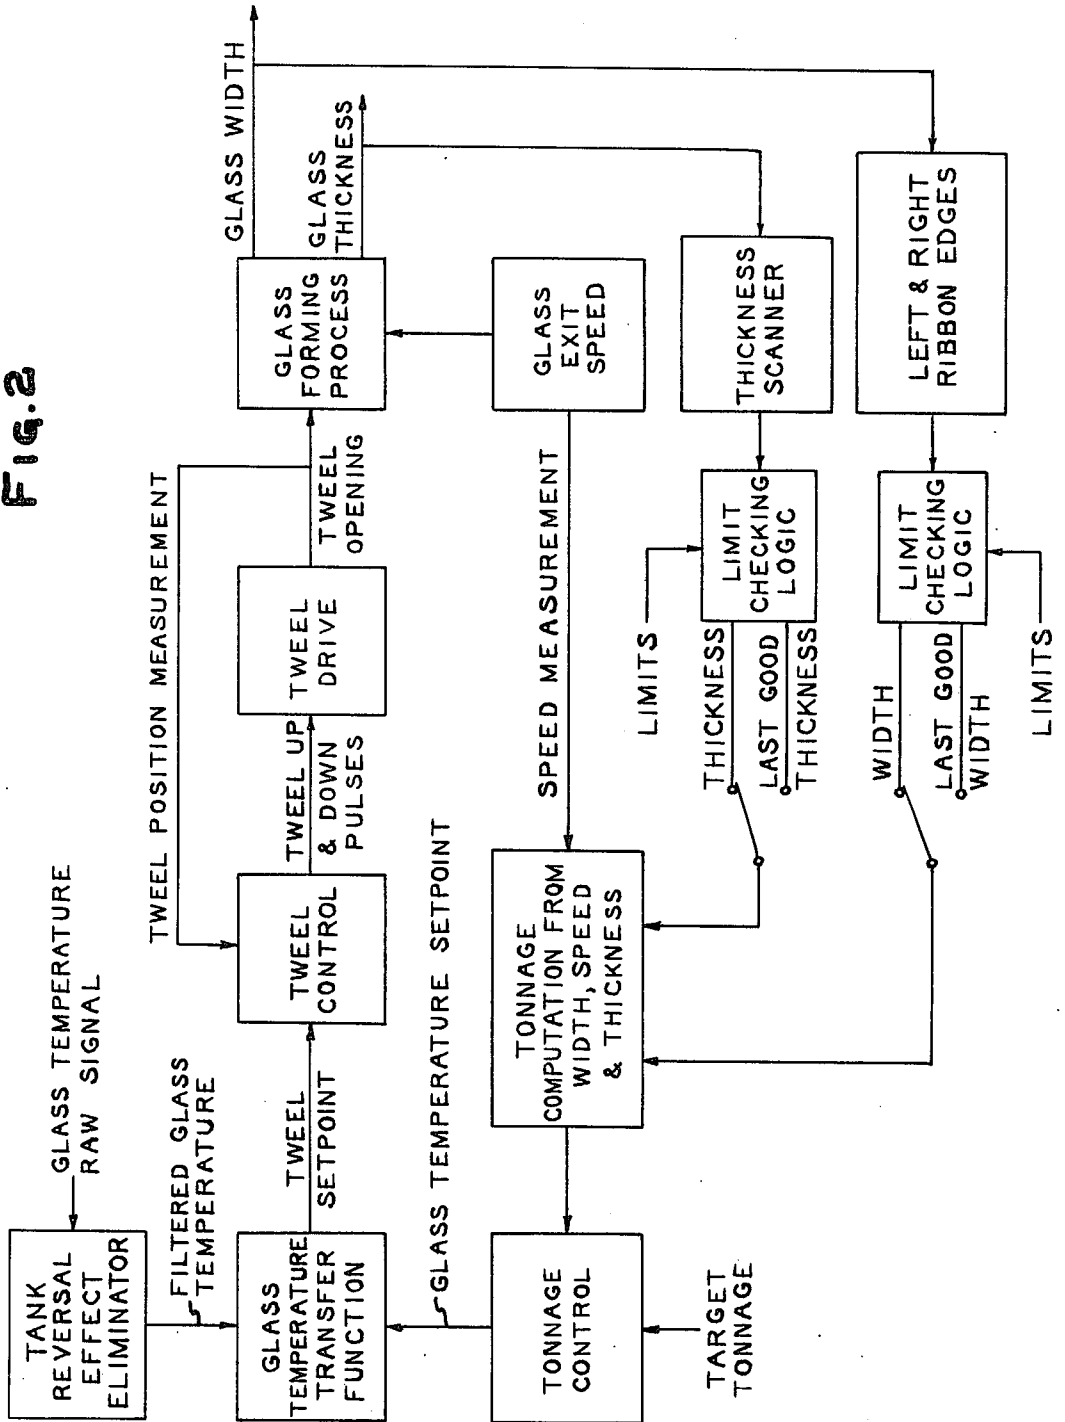 FIG.2
TANK
REVERSAL
EFFECT
ELIMINATOR
GLASS TEMPERATURE
RAW SIGNAL
FILTERED GLASS
TEMPERATURE
GLASS
TEMPERATURE
TRANSFER
FUNCTION
TWEEL
SETPOINT
TWEEL POSITION MEASUREMENT
TWEEL
CONTROL
TWEEL UP
& DOWN
PULSES
TWEEL
DRIVE
TWEEL
OPENING
GLASS
FORMING
PROCESS
GLASS WIDTH
GLASS
THICKNESS
GLASS TEMPERATURE SETPOINT
TONNAGE
CONTROL
TARGET
TONNAGE
TONNAGE
COMPUTATION FROM
WIDTH, SPEED
& THICKNESS
SPEED MEASUREMENT
GLASS
EXIT
SPEED
LIMITS
THICKNESS
LAST GOOD
THICKNESS
LIMIT
CHECKING
LOGIC
THICKNESS
SCANNER
WIDTH
LAST GOOD
WIDTH
LIMITS
LIMIT
CHECKING
LOGIC
LEFT & RIGHT
RIBBON EDGES